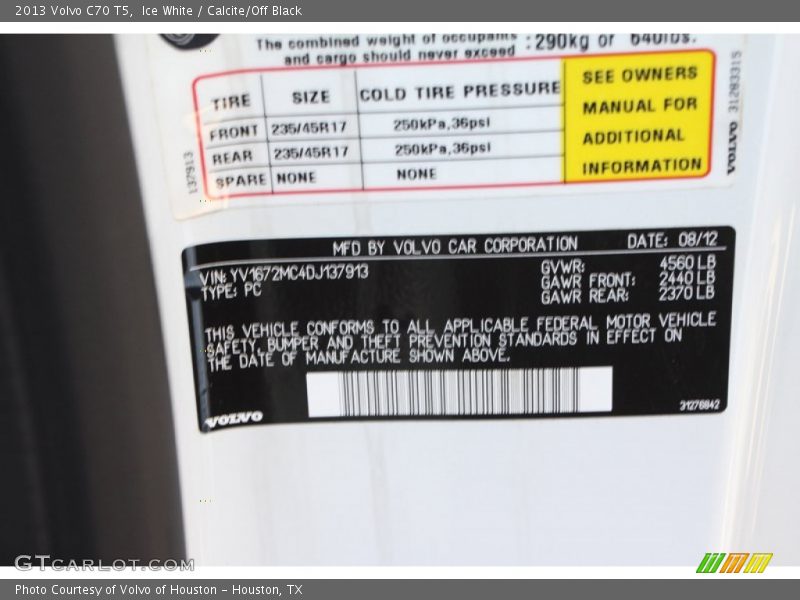 2013 Volvo C70 T5,  Ice White / Calcite/Off Black
The combined weight of occupants
and cargo should never exceed : 290kg or 640lbs.
TIRE SIZE COLD TIRE PRESSURE
FRONT 235/45R17 250kPa,36psi
REAR 235/45R17 250kPa,36psi
SPARE NONE NONE
SEE OWNERS
MANUAL FOR
ADDITIONAL
INFORMATION
137913
VOLVO 31283315
MFD BY VOLVO CAR CORPORATION DATE: 08/12
VIN: YV1672MC4DJ137913 GVWR: 4560 LB
TYPE: PC GAWR FRONT: 2440 LB
GAWR REAR: 2370 LB
THIS VEHICLE CONFORMS TO ALL APPLICABLE FEDERAL MOTOR VEHICLE
SAFETY, BUMPER AND THEFT PREVENTION STANDARDS IN EFFECT ON
THE DATE OF MANUFACTURE SHOWN ABOVE.
VOLVO 31276842
GTCARLOT.COM
Photo Courtesy of Volvo of Houston - Houston, TX